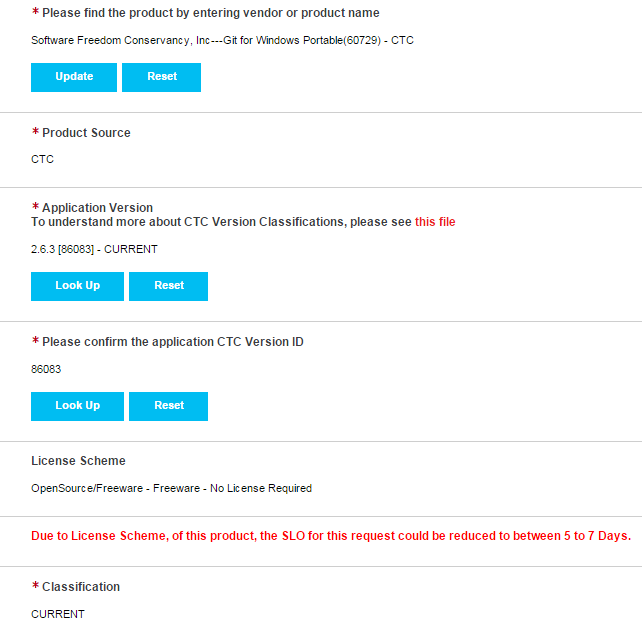 * Please find the product by entering vendor or product name
Software Freedom Conservancy, Inc---Git for Windows Portable(60729) - CTC
Update Reset
* Product Source
CTC
* Application Version
To understand more about CTC Version Classifications, please see this file
2.6.3 [86083] - CURRENT
Look Up Reset
* Please confirm the application CTC Version ID
86083
Look Up Reset
License Scheme
OpenSource/Freeware - Freeware - No License Required
Due to License Scheme, of this product, the SLO for this request could be reduced to between 5 to 7 Days.
* Classification
CURRENT